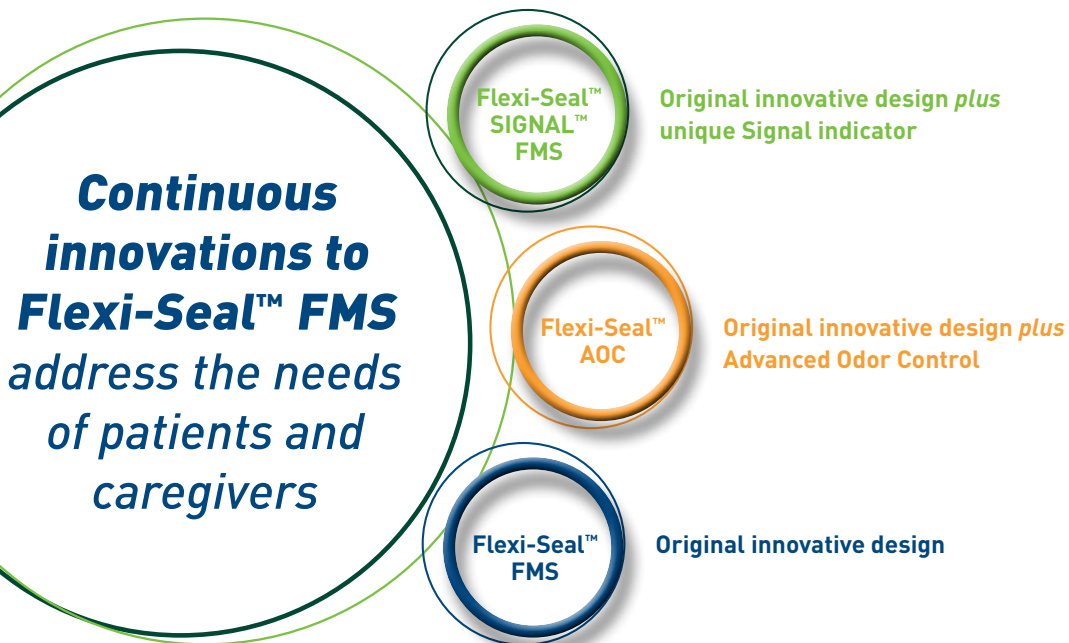 Continuous
innovations to
Flexi-Seal™ FMS
address the needs
of patients and
caregivers
Flexi-Seal™
SIGNAL™
FMS
Original innovative design plus
unique Signal indicator
Flexi-Seal™
AOC
Original innovative design plus
Advanced Odor Control
Flexi-Seal™
FMS
Original innovative design